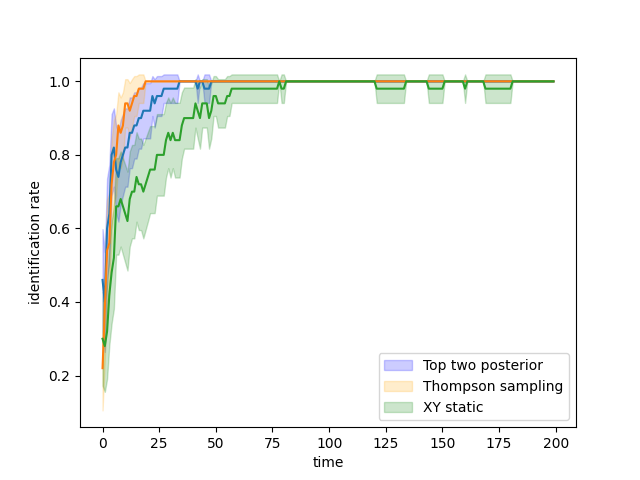 1.0
0.8
0.6
0.4
0.2
identification rate
0
25
50
75
100
125
150
175
200
time
Top two posterior
Thompson sampling
XY static